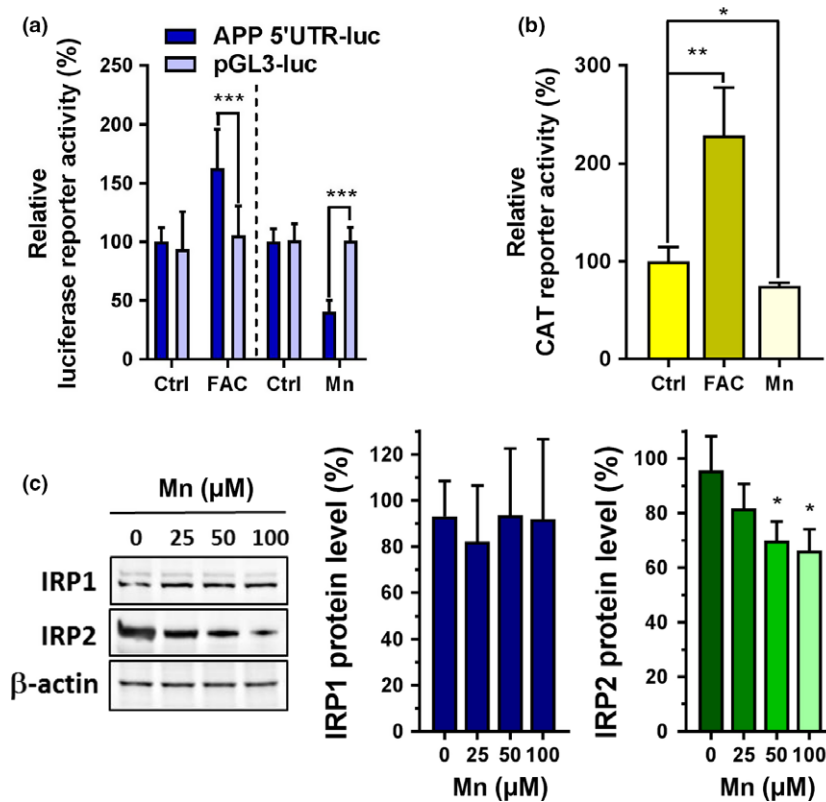 (a)
APP 5'UTR-luc
pGL3-luc
Relative
luciferase reporter activity (%)
250
200
150
100
50
0
***
***
Ctrl FAC Ctrl Mn
(b)
Relative
CAT reporter activity (%)
300
200
100
0
*
**
Ctrl FAC Mn
(c)
Mn (µM)
0 25 50 100
IRP1
IRP2
β-actin
IRP1 protein level (%)
120
100
80
60
40
20
0
0 25 50 100
Mn (µM)
IRP2 protein level (%)
100
80
60
40
20
0
* *
0 25 50 100
Mn (µM)